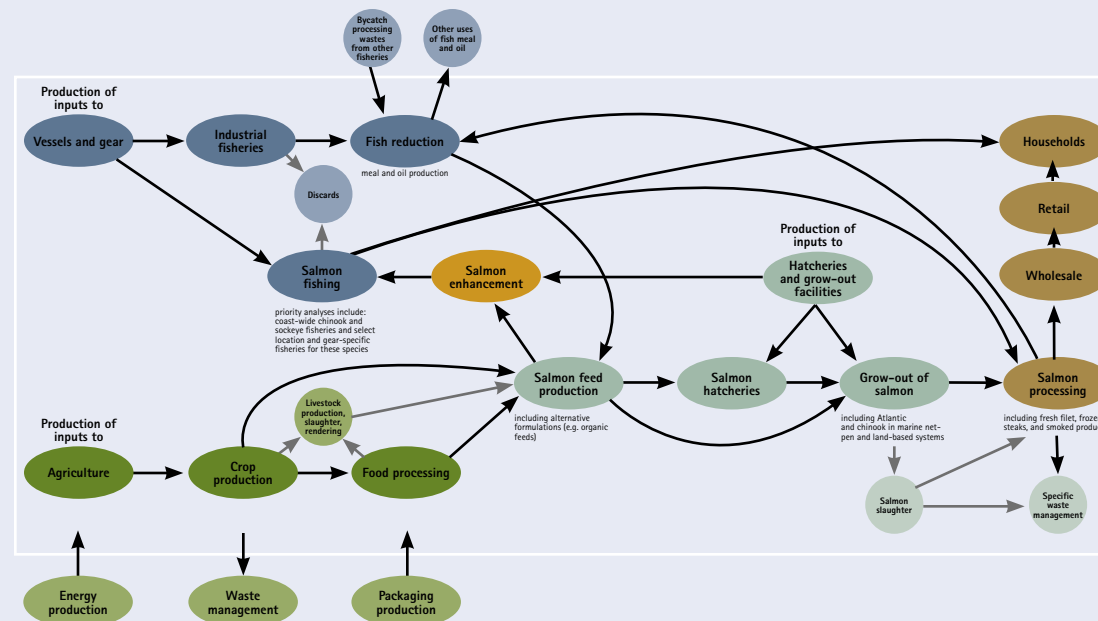 Bycatch
processing
wastes
from other
fisheries
Other uses
of fish meal
and oil
Production of
inputs to
Vessels and gear
Industrial
fisheries
Fish reduction
meal and oil production
Households
Discards
Retail
Production of
inputs to
Hatcheries
and grow-out
facilities
Salmon
fishing
Salmon
enhancement
Wholesale
priority analyses include:
coast-wide chinook and
sockeye fisheries and select
location and gear-specific
fisheries for these species
Salmon feed
production
including alternative
formulations (e.g. organic
feeds)
Salmon
hatcheries
Grow-out of
salmon
including Atlantic
and chinook in marine net-
pen and land-based systems
Salmon
processing
including fresh filet,
steaks, and smoked
Livestock
production,
slaughter,
rendering
Production of
inputs to
Agriculture
Crop
production
Food processing
Salmon
slaughter
Specific
waste
management
Energy
production
Waste
management
Packaging
production